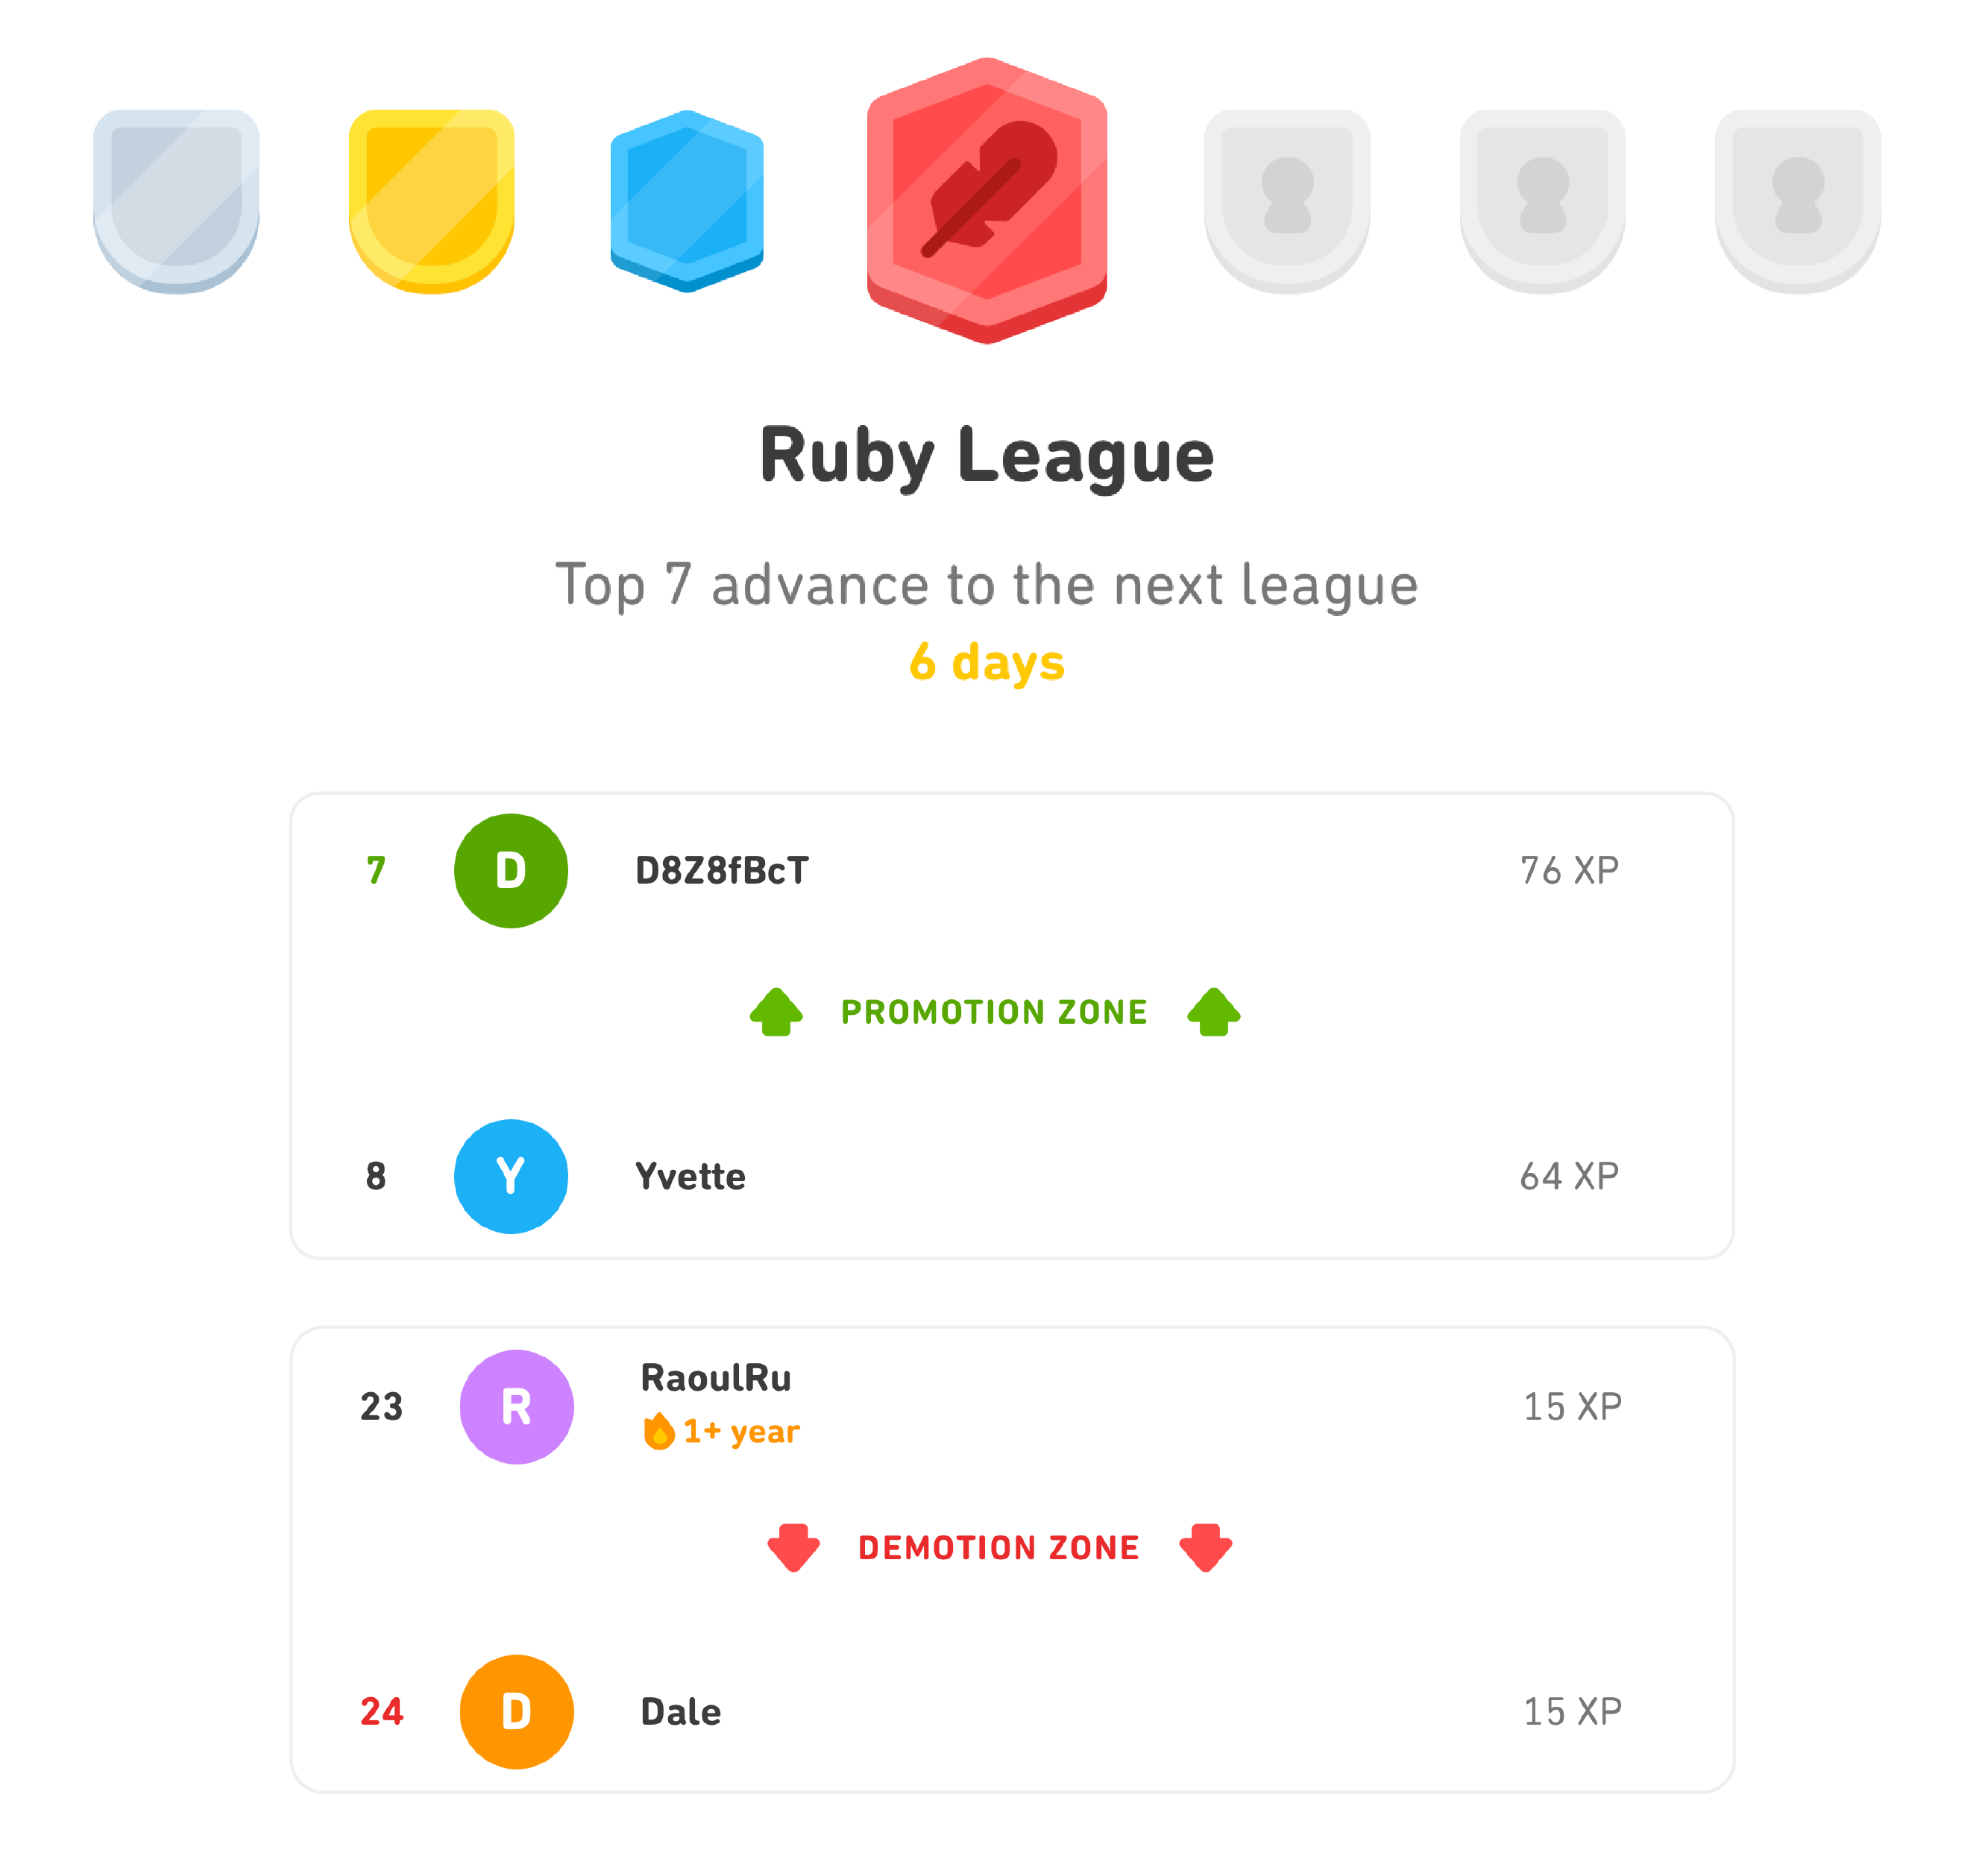 Ruby League
Top 7 advance to the next league
6 days
7 D D8Z8fBcT 76 XP
PROMOTION ZONE
8 Y Yvette 64 XP
23 R RaoulRu 15 XP
1+ year
DEMOTION ZONE
24 D Dale 15 XP